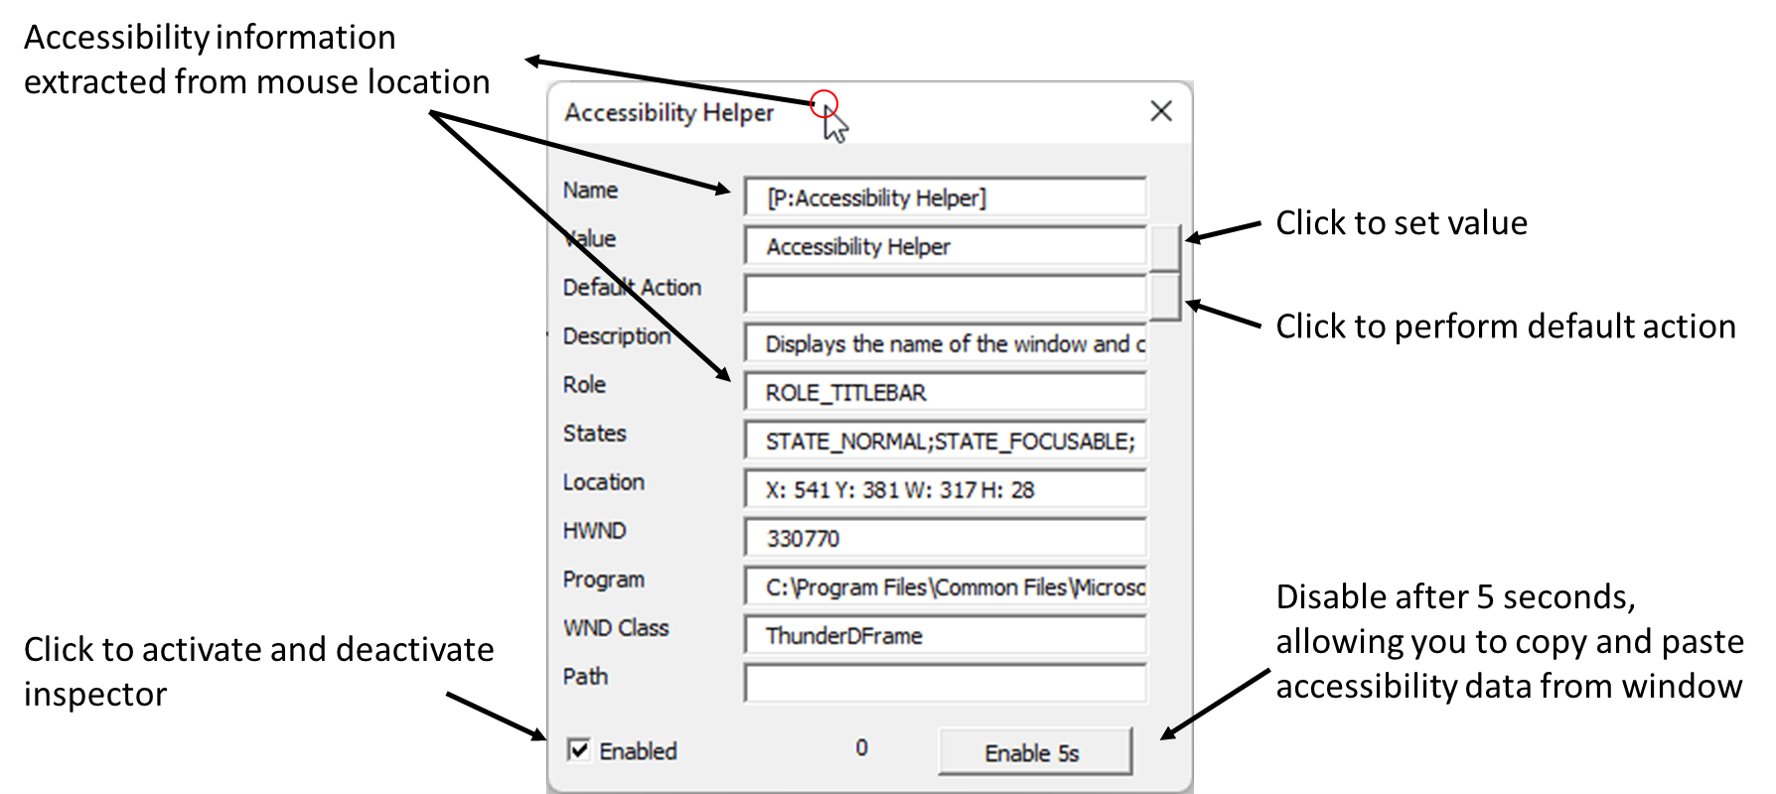 Accessibility information
extracted from mouse location
Accessibility Helper
Name
[P:Accessibility Helper]
Value
Accessibility Helper
Click to set value
Default Action
Click to perform default action
Description
Displays the name of the window and c
Role
ROLE_TITLEBAR
States
STATE_NORMAL;STATE_FOCUSABLE;
Location
X: 541 Y: 381 W: 317 H: 28
HWND
330770
Program
C:\Program Files\Common Files\Microso
WND Class
ThunderDFrame
Path
Click to activate and deactivate
inspector
Enabled
0
Enable 5s
Disable after 5 seconds,
allowing you to copy and paste
accessibility data from window